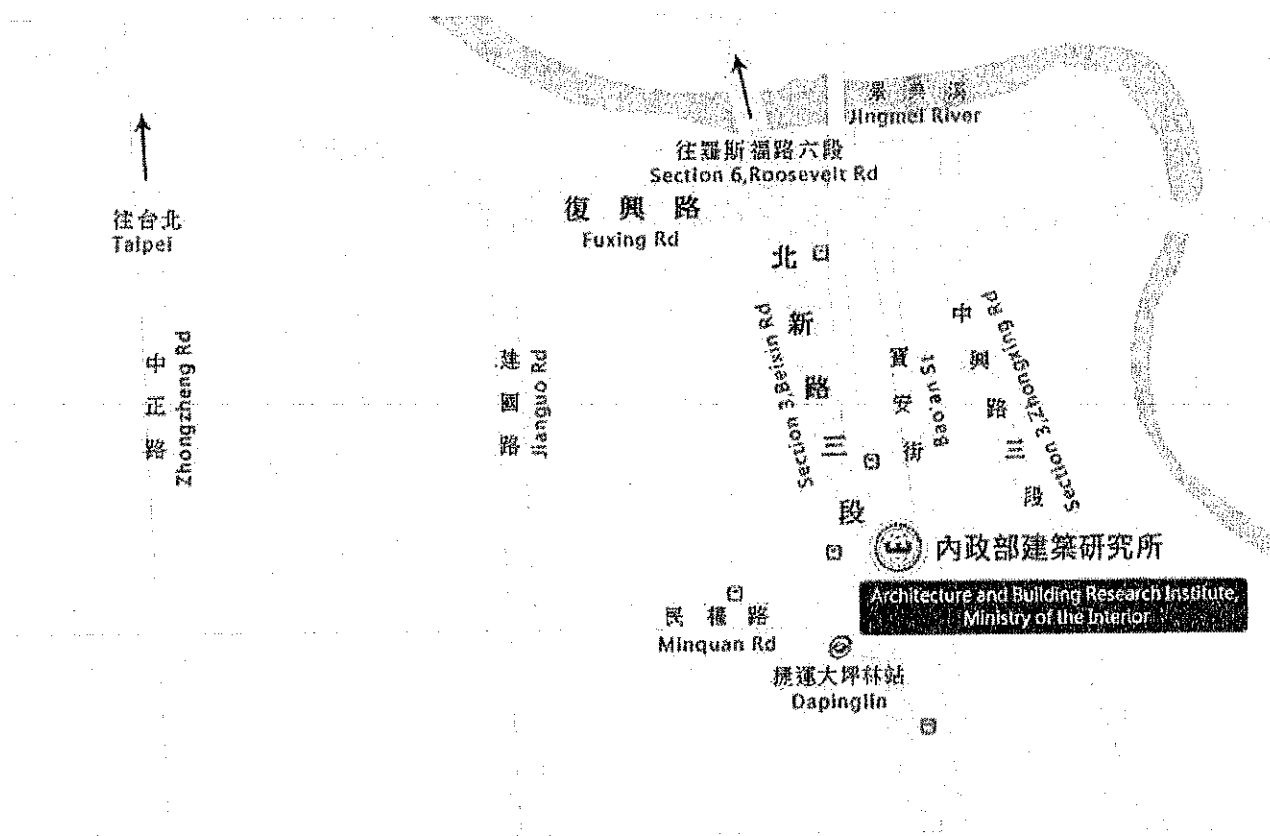 景美溪
Jingmei River
往羅斯福路六段
Section 6,Roosevelt Rd
復興路
Fuxing Rd
往台北
Taipei
中正路
Zhongzheng Rd
建國路
Jianguo Rd
北新路三段
Section 3,Beixin Rd
寶安街
Bao,an St
中興路三段
Section 3,Zhongxing Rd
內政部建築研究所
Architecture and Building Research Institute,
Ministry of the Interior
民權路
Minquan Rd
捷運大坪林站
Dapinglin